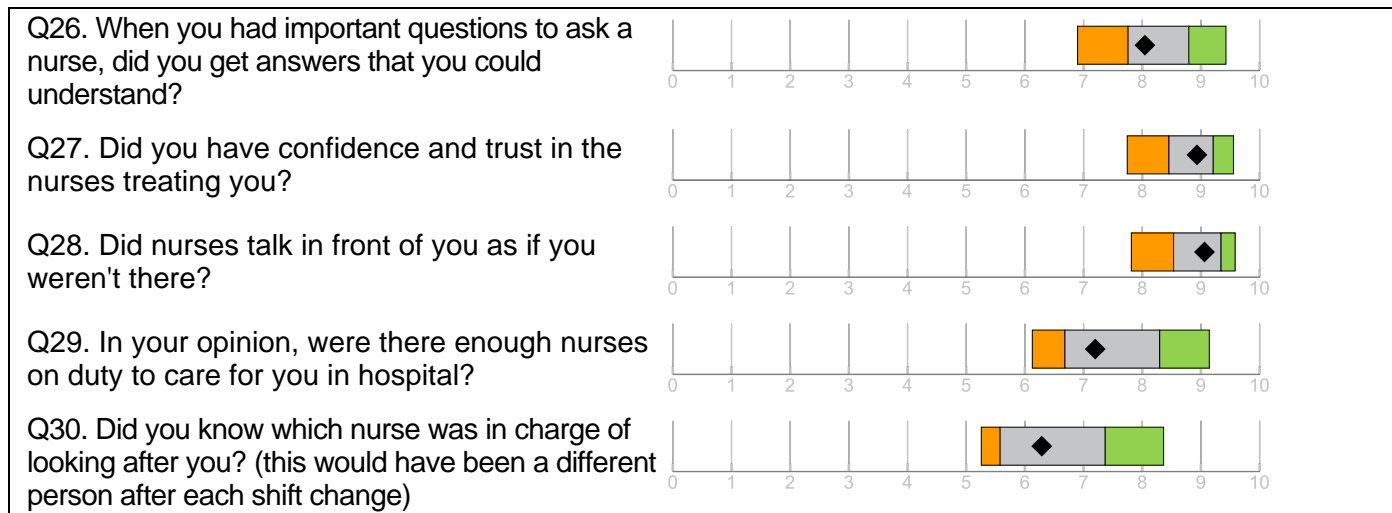 Q26. When you had important questions to ask a
nurse, did you get answers that you could
understand?
0 1 2 3 4 5 6 7 8 9 10
Q27. Did you have confidence and trust in the
nurses treating you?
0 1 2 3 4 5 6 7 8 9 10
Q28. Did nurses talk in front of you as if you
weren't there?
0 1 2 3 4 5 6 7 8 9 10
Q29. In your opinion, were there enough nurses
on duty to care for you in hospital?
0 1 2 3 4 5 6 7 8 9 10
Q30. Did you know which nurse was in charge of
looking after you? (this would have been a different
person after each shift change)
0 1 2 3 4 5 6 7 8 9 10